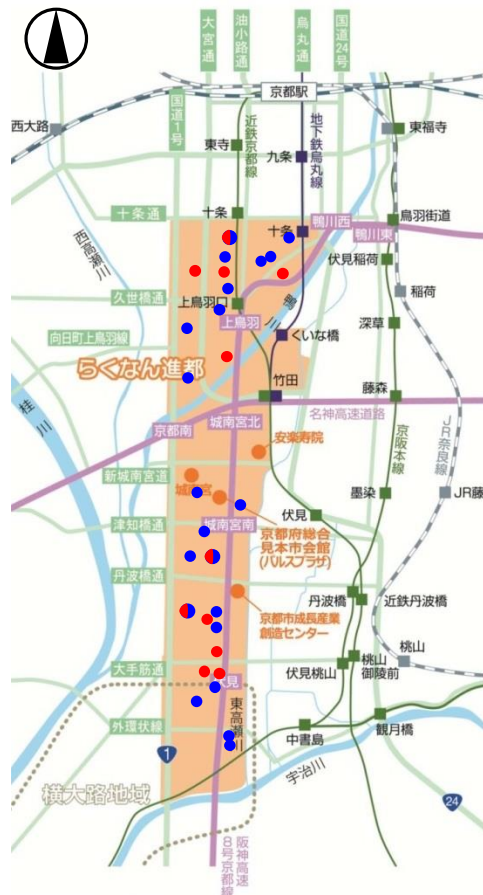 大宮通
油小路通
烏丸通
国道24号
国道1号
京都駅
西大路
近鉄京都線
地下鉄烏丸線
東寺
九条
東福寺
十条通
十条
十条
鴨川西
鴨川東
鳥羽街道
伏見稲荷
西高瀬川
久世橋通
上鳥羽口
上鳥羽
鴨川
稲荷
向日町上鳥羽線
くいな橋
深草
らくなん進都
桂川
竹田
藤森
京都南
城南宮北
名神高速道路
安楽寿院
京阪本線
JR奈良線
新城南宮道
城南宮
墨染
JR藤
津知橋通
城南宮南
伏見
京都府総合
見本市会館
(パルスプラザ)
丹波橋通
丹波橋
近鉄丹波橋
京都市成長産業
創造センター
大手筋通
伏見
伏見桃山
桃山
御陵前
桃山
外環状線
東高瀬川
中書島
観月橋
1
宇治川
横大路地域
24
阪神高速
8号京都線